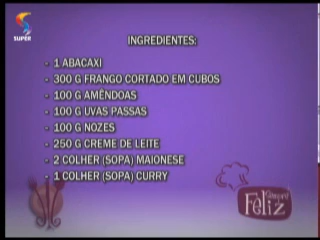 SUPER
INGREDIENTES:
- 1 ABACAXI
- 300 G FRANGO CORTADO EM CUBOS
- 100 G AMÊNDOAS
- 100 G UVAS PASSAS
- 100 G NOZES
- 250 G CREME DE LEITE
- 2 COLHER (SOPA) MAIONESE
- 1 COLHER (SOPA) CURRY
Feliz